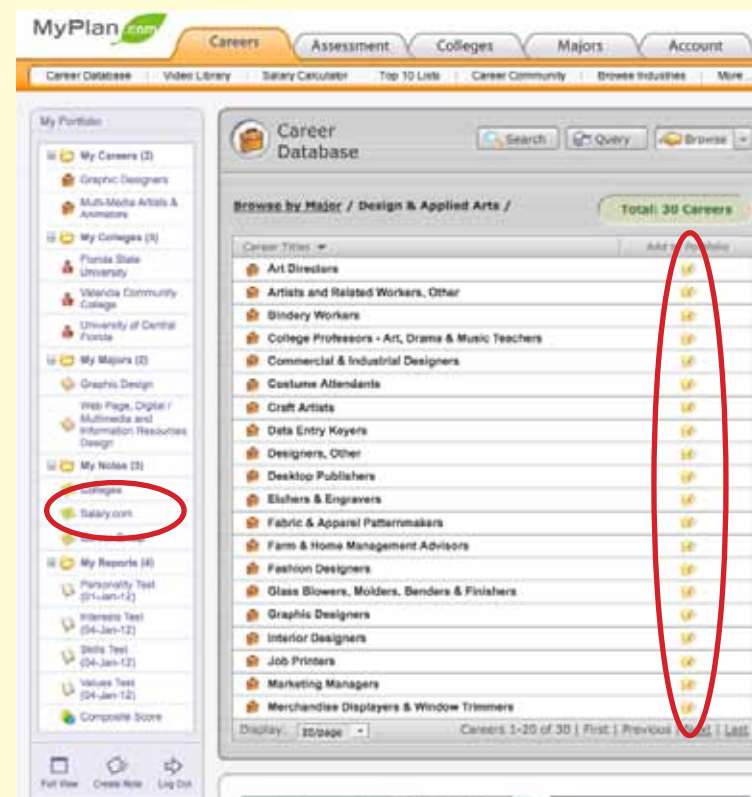 MyPlan.com
Careers
Assessment
Colleges
Majors
Account
Career Database
Video Library
Salary Calculator
Top 10 Lists
Career Community
Browse Industries
More
My Portfolio
My Careers (2)
Graphic Designers
Multi-Media Artists &
Animators
My Colleges (3)
Florida State
University
Valencia Community
College
University of Central
Florida
My Majors (2)
Graphic Design
Web Page, Digital /
Multimedia and
Information Resources
Design
My Notes (3)
Colleges
Salary.com
My Reports (4)
Personality Test
(01-Jan-12)
Interests Test
(04-Jan-12)
Skills Test
(04-Jan-12)
Values Test
(04-Jan-12)
Composite Score
Full View
Create Note
Log Out
Career
Database
Search
Query
Browse
Browse by Major / Design & Applied Arts /
Total: 30 Careers
Career Titles
Add to Portfolio
Art Directors
Artists and Related Workers, Other
Bindery Workers
College Professors - Art, Drama & Music Teachers
Commercial & Industrial Designers
Costume Attendants
Craft Artists
Data Entry Keyers
Designers, Other
Desktop Publishers
Etchers & Engravers
Fabric & Apparel Patternmakers
Farm & Home Management Advisors
Fashion Designers
Glass Blowers, Molders, Benders & Finishers
Graphic Designers
Interior Designers
Job Printers
Marketing Managers
Merchandise Displayers & Window Trimmers
Display: 20/page
Careers 1-20 of 30 | First | Previous | Next | Last